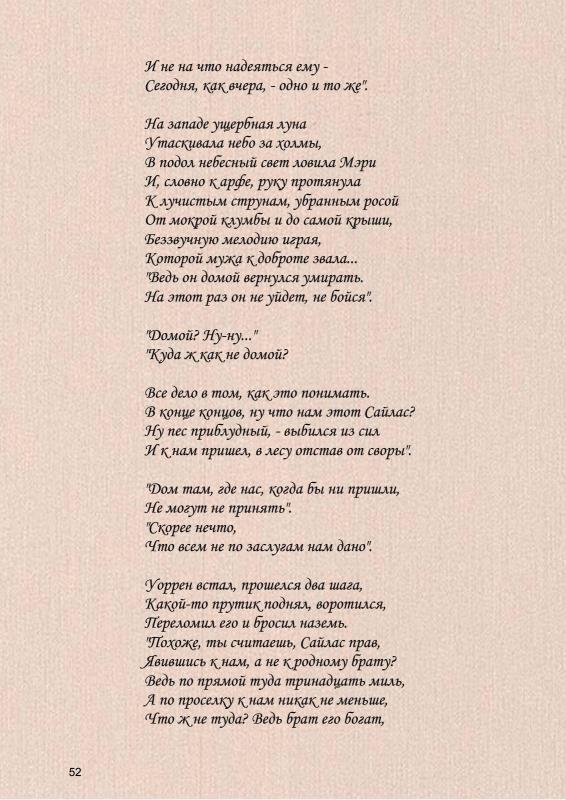 И не на что надеяться ему -
Сегодня, как вчера, - одно и то же".
На западе ущербная луна
Утаскивала небо за холмы,
В подол небесный свет ловила Мэри
И, словно к арфе, руку протянула
К лучистым струнам, убранным росой
От мокрой клумбы и до самой крыши,
Беззвучную мелодию играя,
Которой мужа к доброте звала...
"Ведь он домой вернулся умирать.
На этот раз он не уйдет, не бойся".
"Домой? Ну-ну..."
"Куда ж как не домой?
Все дело в том, как это понимать.
В конце концов, ну что нам этот Сайлас?
Ну пес приблудный, - выбился из сил
И к нам пришел, в лесу отстав от своры".
"Дом там, где нас, когда бы ни пришли,
Не могут не принять".
"Скорее нечто,
Что всем не по заслугам нам дано".
Уоррен встал, прошелся два шага,
Какой-то прутик поднял, воротился,
Переломил его и бросил наземь.
"Похоже, ты считаешь, Сайлас прав,
Явившись к нам, а не к родному брату?
Ведь по прямой туда тринадцать миль,
А по проселку к нам никак не меньше,
Что ж не туда? Ведь брат его богат,
52